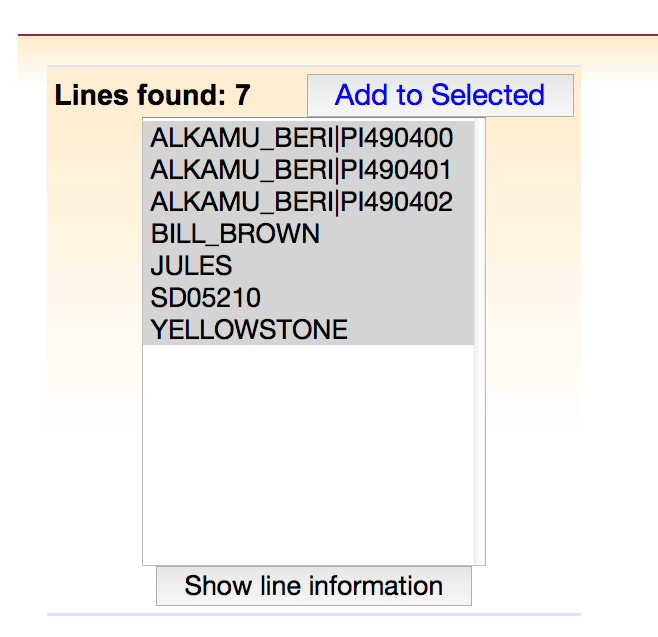 Lines found: 7 Add to Selected
ALKAMU_BERI|PI490400
ALKAMU_BERI|PI490401
ALKAMU_BERI|PI490402
BILL_BROWN
JULES
SD05210
YELLOWSTONE
Show line information